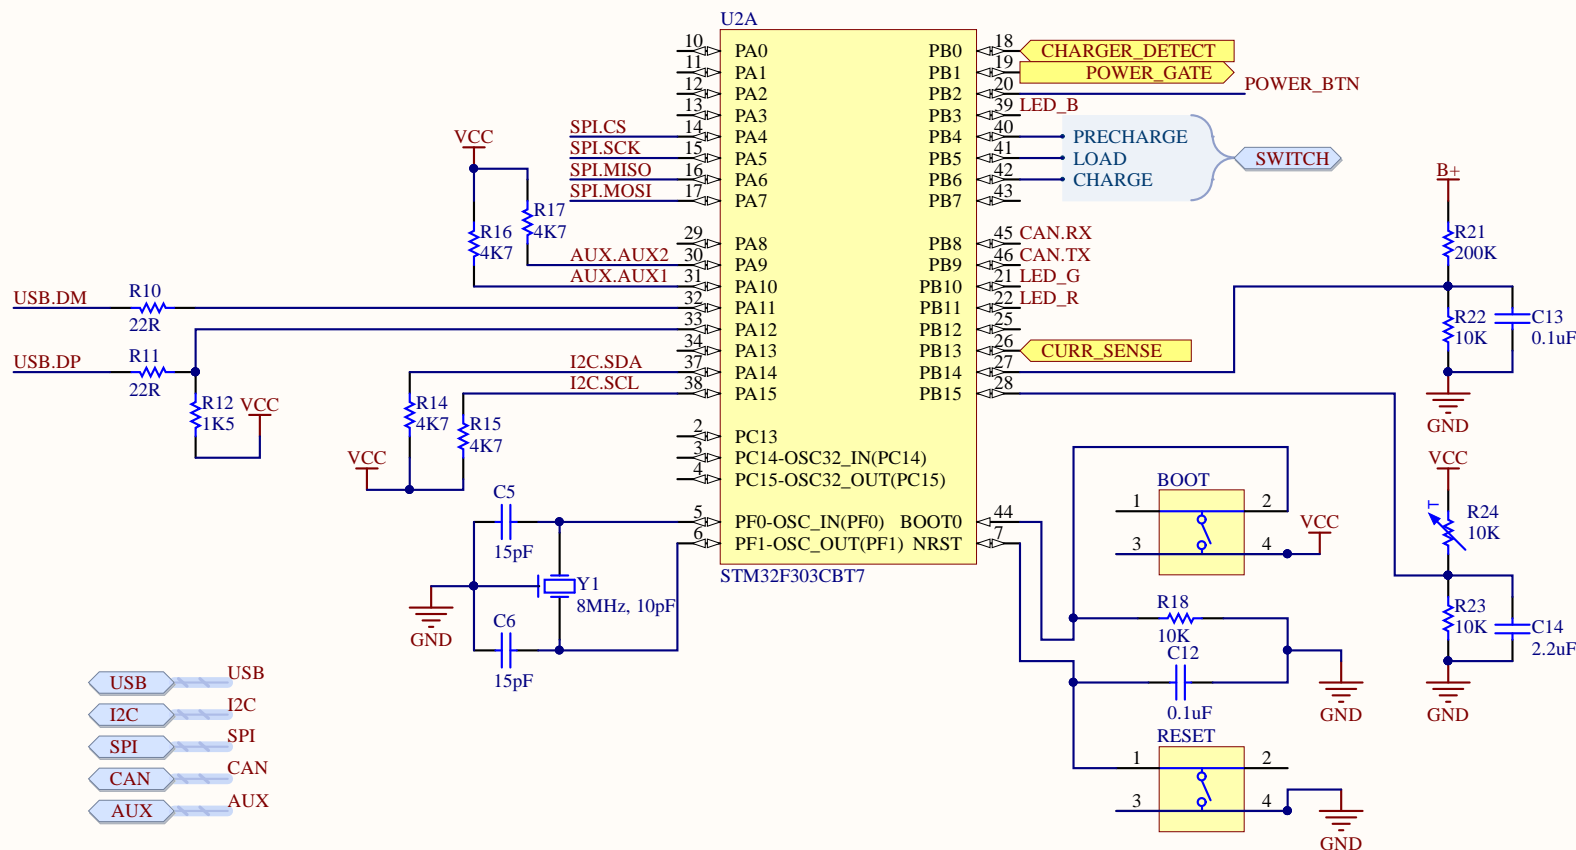 U2A
10 PA0
11 PA1
12 PA2
13 PA3
SPI.CS 14 PA4
SPI.SCK 15 PA5
SPI.MISO 16 PA6
SPI.MOSI 17 PA7
29 PA8
AUX.AUX2 30 PA9
AUX.AUX1 31 PA10
32 PA11
33 PA12
34 PA13
I2C.SDA 37 PA14
I2C.SCL 38 PA15
2 PC13
3 PC14-OSC32_IN(PC14)
4 PC15-OSC32_OUT(PC15)
5 PF0-OSC_IN(PF0)
6 PF1-OSC_OUT(PF1)
PB0 18 CHARGER_DETECT
PB1 19 POWER_GATE
PB2 20 POWER_BTN
PB3 39 LED_B
PB4 40 PRECHARGE
PB5 41 LOAD
PB6 42 CHARGE
PB7 43
SWITCH
PB8 45 CAN.RX
PB9 46 CAN.TX
PB10 21 LED_G
PB11 22 LED_R
PB12 25
PB13 26 CURR_SENSE
PB14 27
PB15 28
BOOT0 44
NRST 7
STM32F303CBT7
VCC
R16
4K7
R17
4K7
USB.DM
R10
22R
USB.DP
R11
22R
R12
1K5
VCC
R14
4K7
R15
4K7
VCC
C5
15pF
Y1
8MHz, 10pF
C6
15pF
GND
USB USB
I2C I2C
SPI SPI
CAN CAN
AUX AUX
B+
R21
200K
R22
10K
C13
0.1uF
GND
VCC
T
R24
10K
R23
10K
C14
2.2uF
GND
BOOT
1 2
3 4
VCC
R18
10K
C12
0.1uF
GND
RESET
1 2
3 4
GND